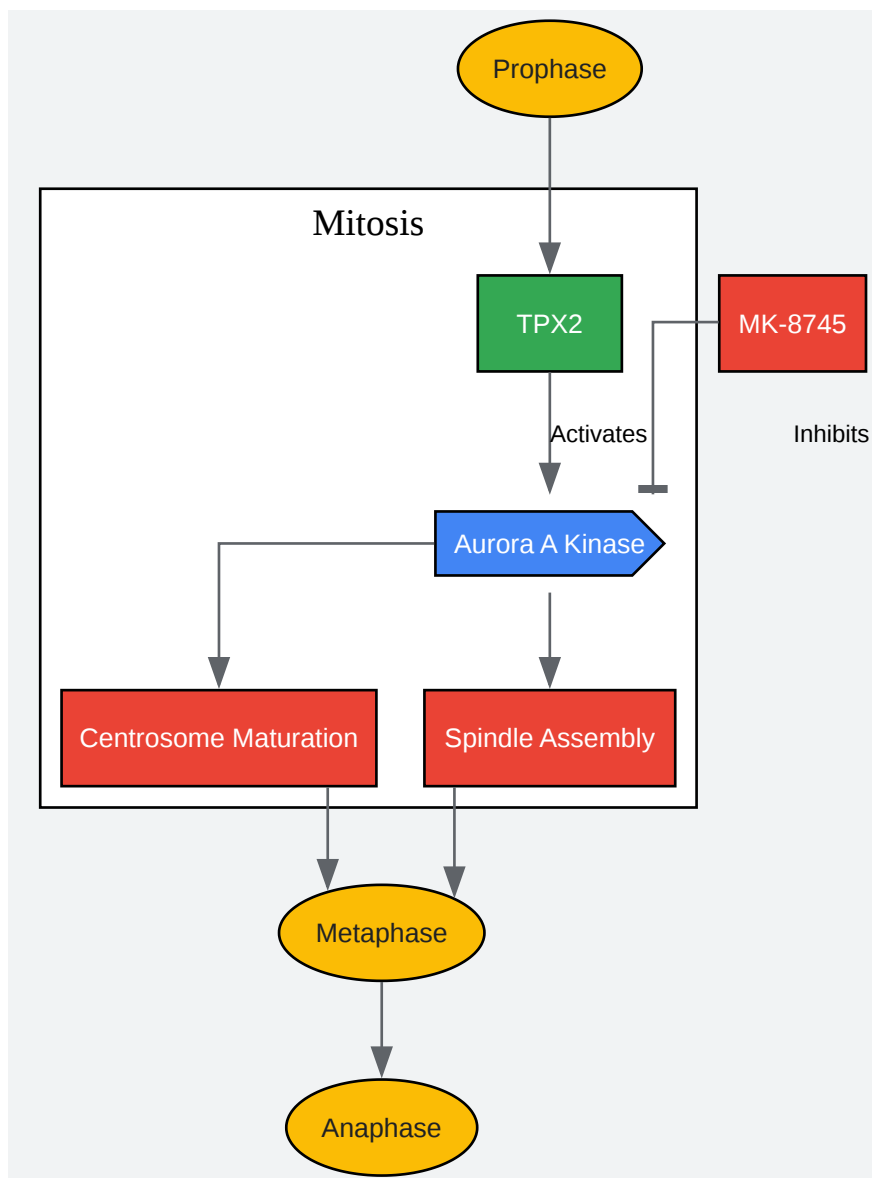 Prophase
Mitosis
TPX2
MK-8745
Activates
Inhibits
Aurora A Kinase
Centrosome Maturation
Spindle Assembly
Metaphase
Anaphase